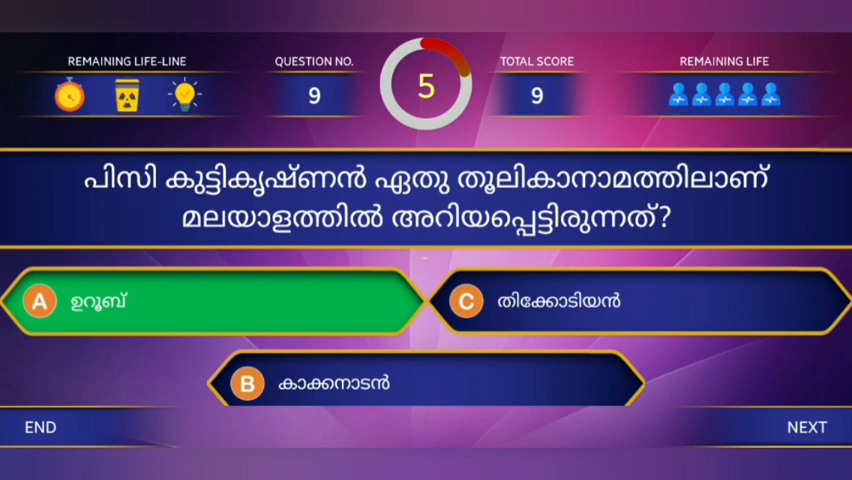 REMAINING LIFE-LINE
QUESTION NO.
9
5
TOTAL SCORE
9
REMAINING LIFE
പിസി കുട്ടികൃഷ്ണൻ ഏതു തൂലികാനാമത്തിലാണ്
മലയാളത്തിൽ അറിയപ്പെട്ടിരുന്നത്?
A ഉറൂബ്
C തിക്കോടിയൻ
B കാക്കനാടൻ
END
NEXT